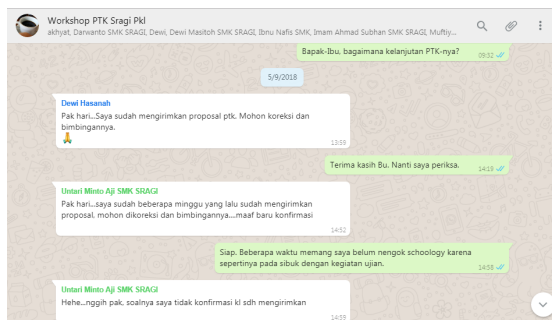 Workshop PTK Sragi Pkl
akhyat, Darwanto SMK SRAGI, Dewi, Dewi Masitoh SMK SRAGI, Ibnu Nafis SMK, Imam Ahmad Subhan SMK SRAGI, Muftiy...
Bapak-Ibu, bagaimana kelanjutan PTK-nya?
09:32
5/9/2018
Dewi Hasanah
Pak hari...Saya sudah mengirimkan proposal ptk. Mohon koreksi dan
bimbingannya.
13:59
Terima kasih Bu. Nanti saya periksa.
14:19
Untari Minto Aji SMK SRAGI
Pak hari...saya sudah beberapa minggu yang lalu sudah mengirimkan
proposal, mohon dikoreksi dan bimbingannya....maaf baru konfirmasi
14:52
Siap. Beberapa waktu memang saya belum nengok schoology karena
sepertinya pada sibuk dengan kegiatan ujian.
14:58
Untari Minto Aji SMK SRAGI
Hehe...nggih pak, soalnya saya tidak konfirmasi kl sdh mengirimkan
14:59